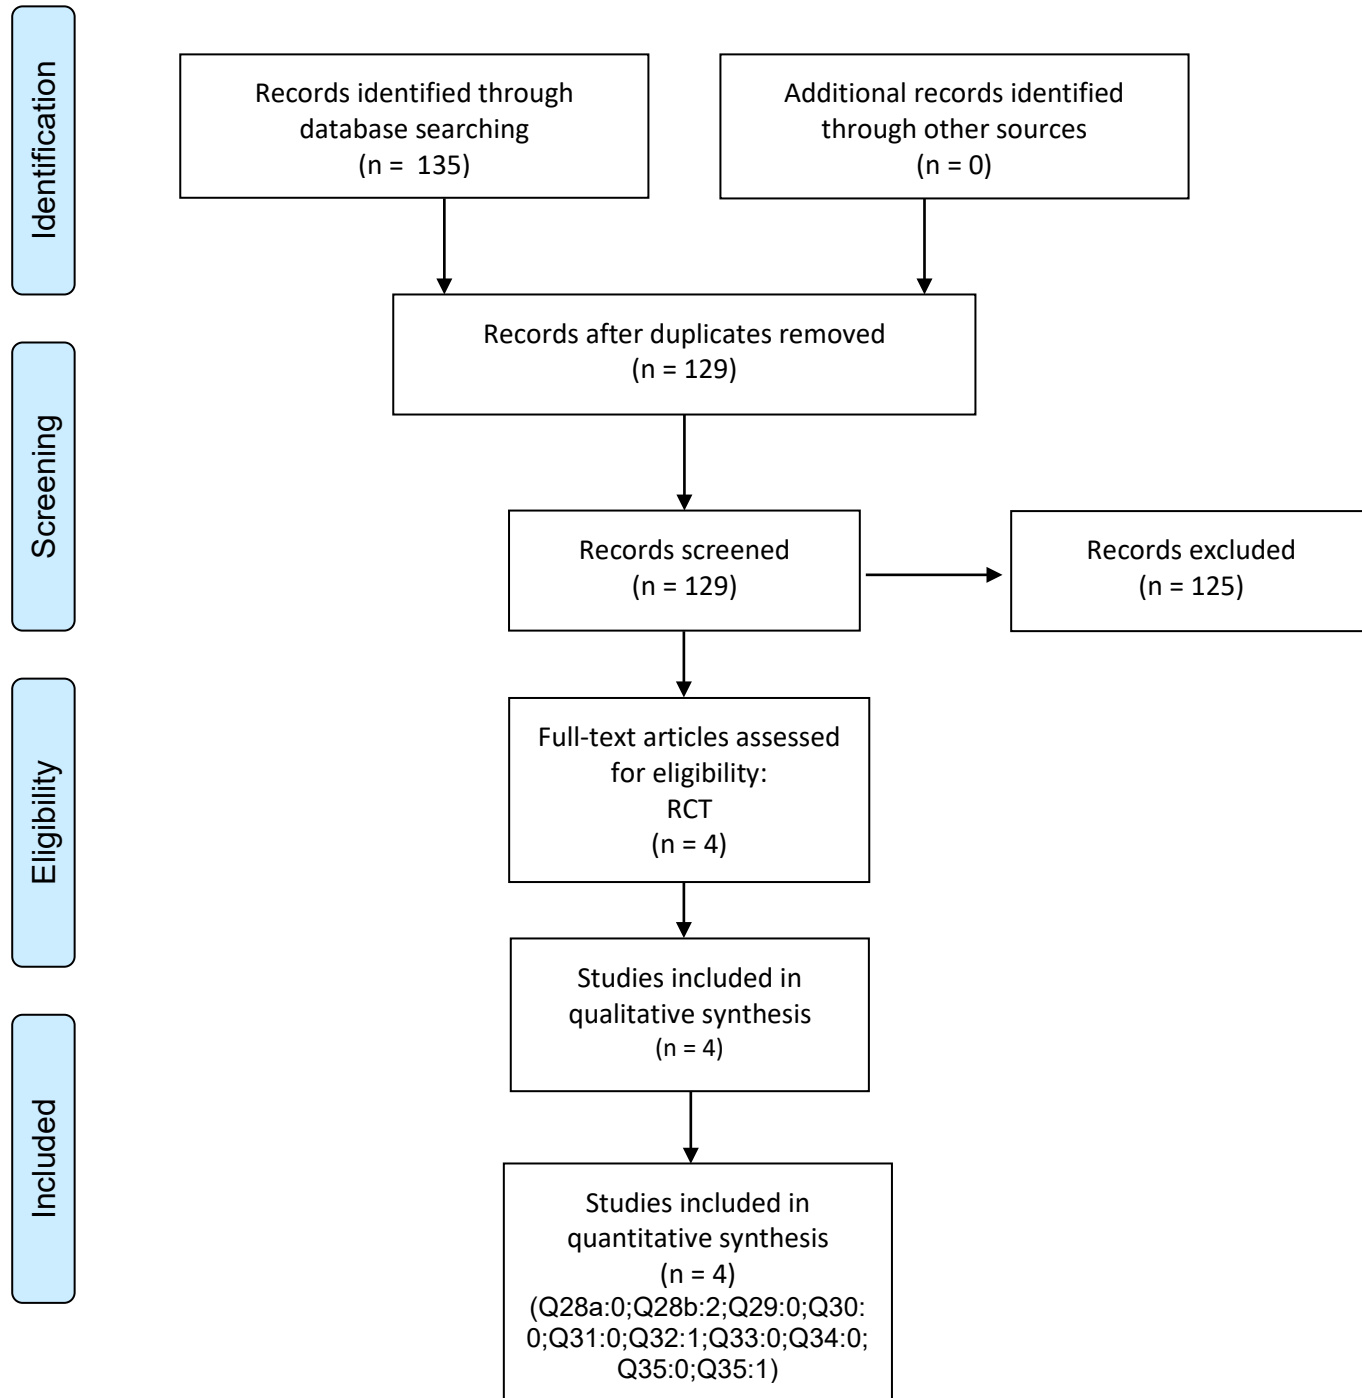 Identification
Records identified through
database searching
(n =  135)
Additional records identified
through other sources
(n = 0)
Records after duplicates removed
(n = 129)
Screening
Records screened
(n = 129)
Records excluded
(n = 125)
Eligibility
Full-text articles assessed
for eligibility:
RCT
(n = 4)
Studies included in
qualitative synthesis
(n = 4)
Included
Studies included in
quantitative synthesis
(n = 4)
(Q28a:0;Q28b:2;Q29:0;Q30:
0;Q31:0;Q32:1;Q33:0;Q34:0;
Q35:0;Q35:1)